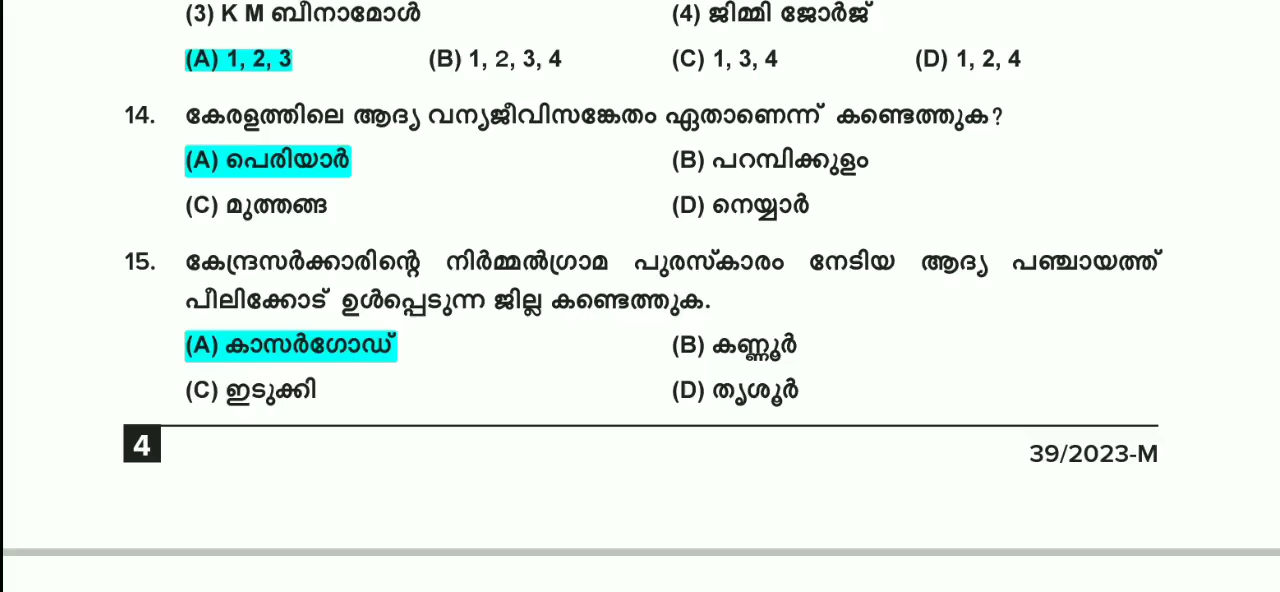 (3) K M ബീനാമോൾ (4) ജിമ്മി ജോർജ്
(A) 1, 2, 3 (B) 1, 2, 3, 4 (C) 1, 3, 4 (D) 1, 2, 4
14. കേരളത്തിലെ ആദ്യ വന്യജീവിസങ്കേതം ഏതാണെന്ന് കണ്ടെത്തുക?
(A) പെരിയാർ (B) പറമ്പിക്കുളം
(C) മുത്തങ്ങ (D) നെയ്യാർ
15. കേന്ദ്രസർക്കാരിന്റെ നിർമ്മൽഗ്രാമ പുരസ്കാരം നേടിയ ആദ്യ പഞ്ചായത്ത്
പീലിക്കോട് ഉൾപ്പെടുന്ന ജില്ല കണ്ടെത്തുക.
(A) കാസർഗോഡ് (B) കണ്ണൂർ
(C) ഇടുക്കി (D) തൃശൂർ
4
39/2023-M